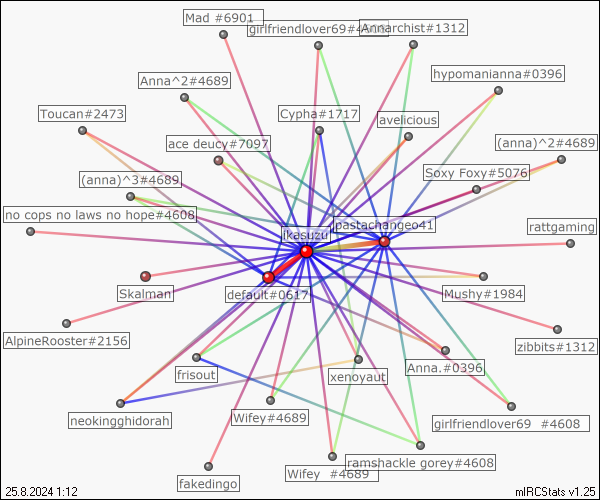 Mad #6901
girlfriendlover69#4608
Annarchist#1312
hypomanianna#0396
Anna^2#4689
Toucan#2473
Cypha#1717
avelicious
ace deucy#7097
(anna)^2#4689
(anna)^3#4689
Soxy Foxy#5076
no cops no laws no hope#4608
pastachangeo41
ikasuzu
rattgaming
Skalman
default#0617
Mushy#1984
AlpineRooster#2156
zibbits#1312
frisout
xenoyaut
Anna.#0396
neokingghidorah
Wifey#4689
girlfriendlover69 #4608
ramshackle gorey#4608
Wifey #4689
fakedingo
25.8.2024 1:12
mIRCStats v1.25